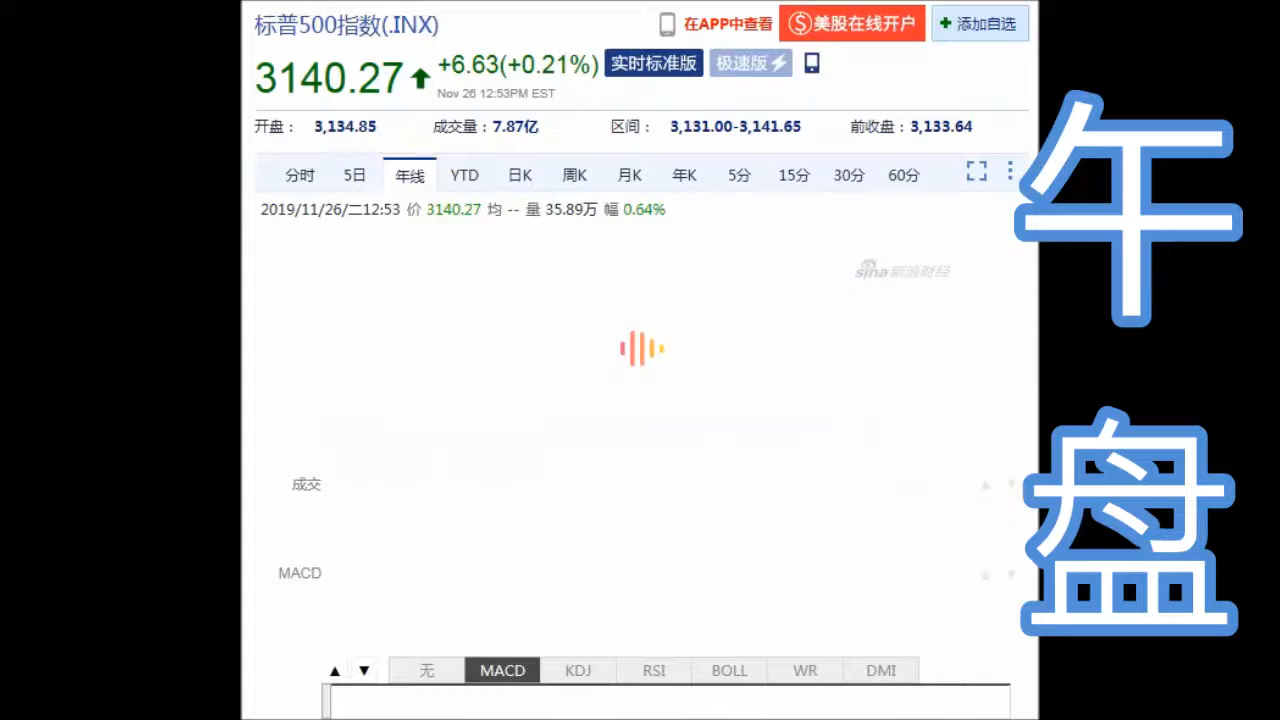 标普500指数(.INX)
在APP中查看
美股在线开户
添加自选
3140.27
+6.63(+0.21%)
实时标准版
极速版
Nov 26 12:53PM EST
开盘： 3,134.85 成交量：7.87亿 区间： 3,131.00-3,141.65 前收盘：3,133.64
分时 5日 年线 YTD 日K 周K 月K 年K 5分 15分 30分 60分
2019/11/26/二12:53 价 3140.27 均 -- 量 35.89万 幅 0.64%
sina 新浪财经
成交
MACD
▲ ▼ 无 MACD KDJ RSI BOLL WR DMI
午
盘